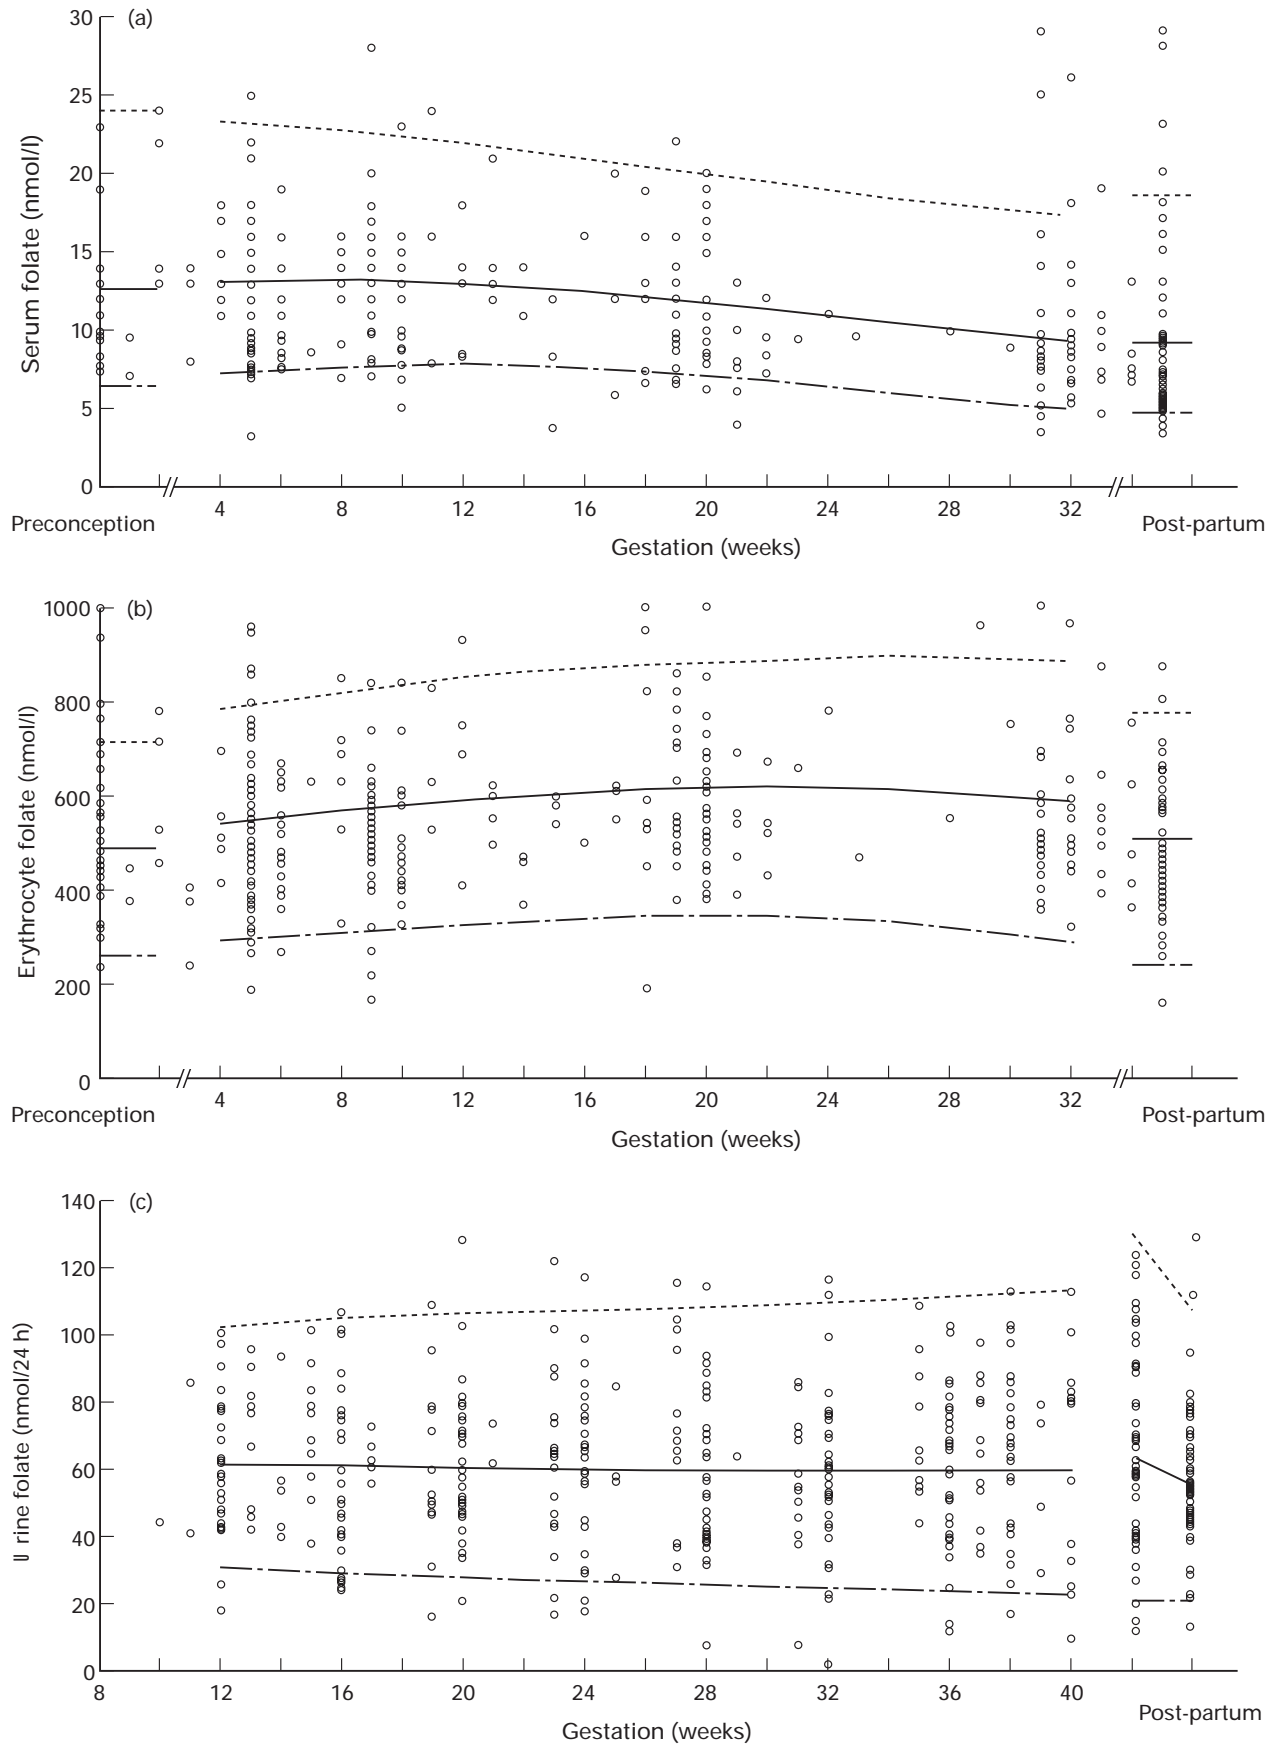 (a)
30
25
20
15
10
5
0
Serum folate (nmol/l)
4 8 12 16 20 24 28 32
Preconception Post-partum
Gestation (weeks)
(b)
1000
800
600
400
200
0
Erythrocyte folate (nmol/l)
4 8 12 16 20 24 28 32
Preconception Post-partum
Gestation (weeks)
(c)
140
120
100
80
60
40
20
0
Urine folate (nmol/24 h)
8 12 16 20 24 28 32 36 40
Post-partum
Gestation (weeks)